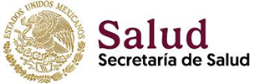 ESTADOS UNIDOS MEXICANOS
Salud
Secretaría de Salud